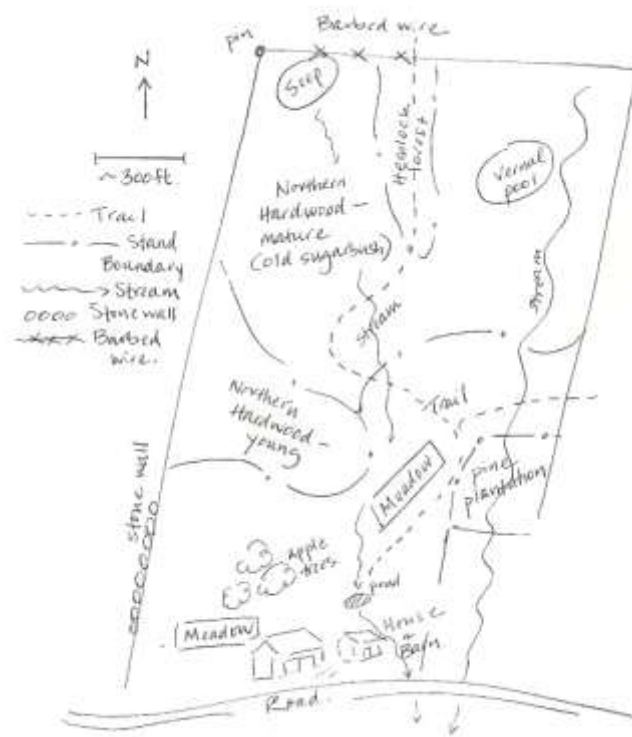 Barbed wire
pin
N
Seep
~ 300ft.
Trail
Stand
Boundary
Stream
Stone wall
Barbed
wire.
Hemlock
forest
Vernal
pool
Northern
Hardwood –
mature
(old sugarbush)
stream
stream
Northern
Hardwood –
young
Trail
Meadow
pine
plantation
Stone wall
apple
trees
pond
Meadow
House
&
Barn
Road